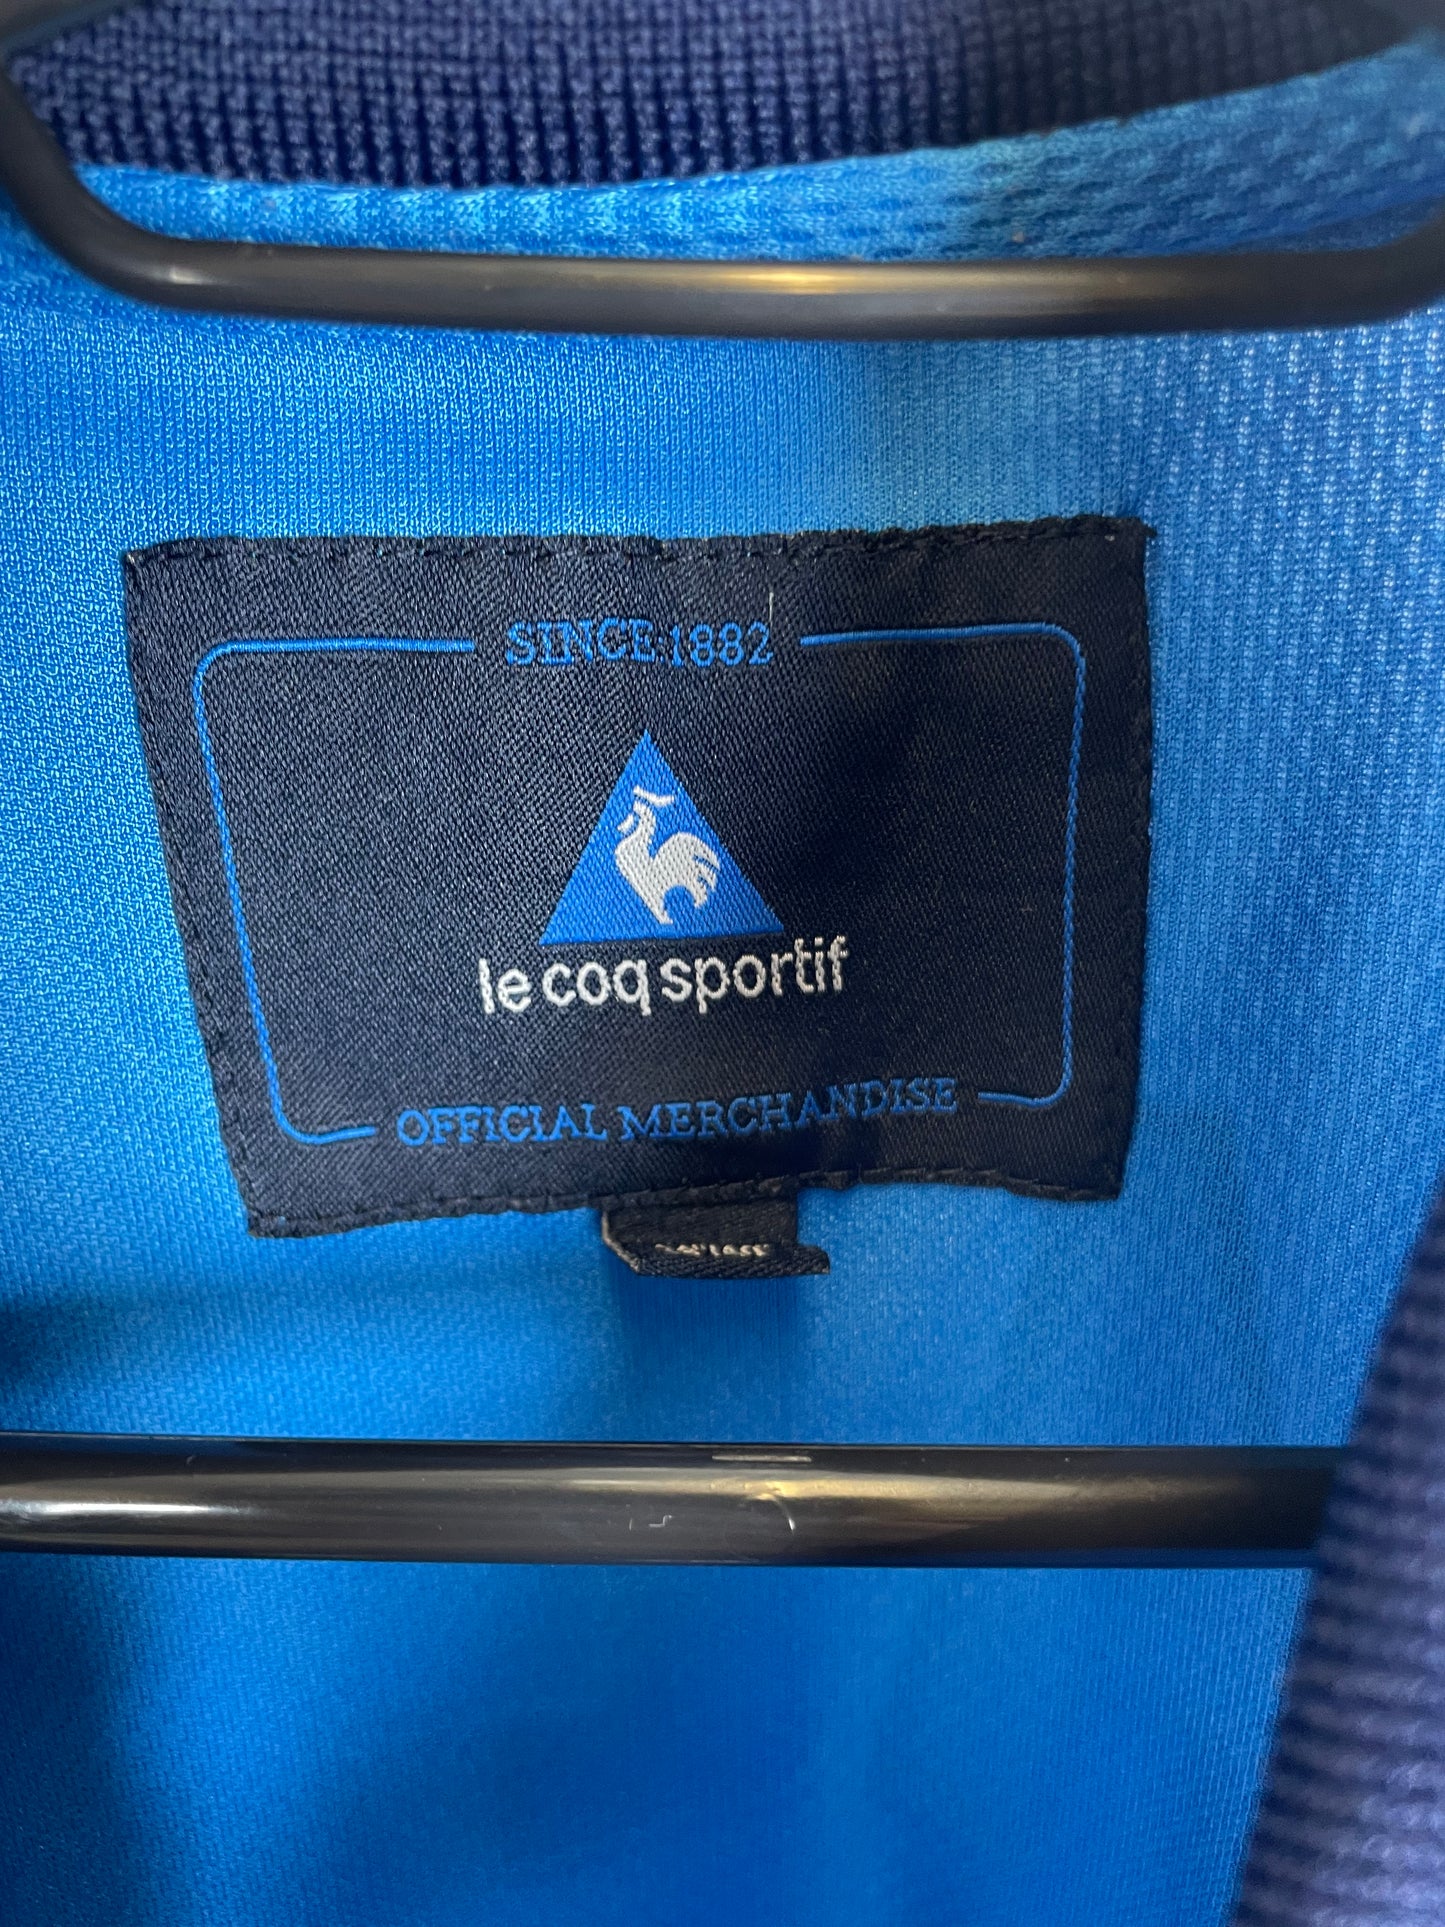 SINCE 1882
le coq sportif
OFFICIAL MERCHANDISE